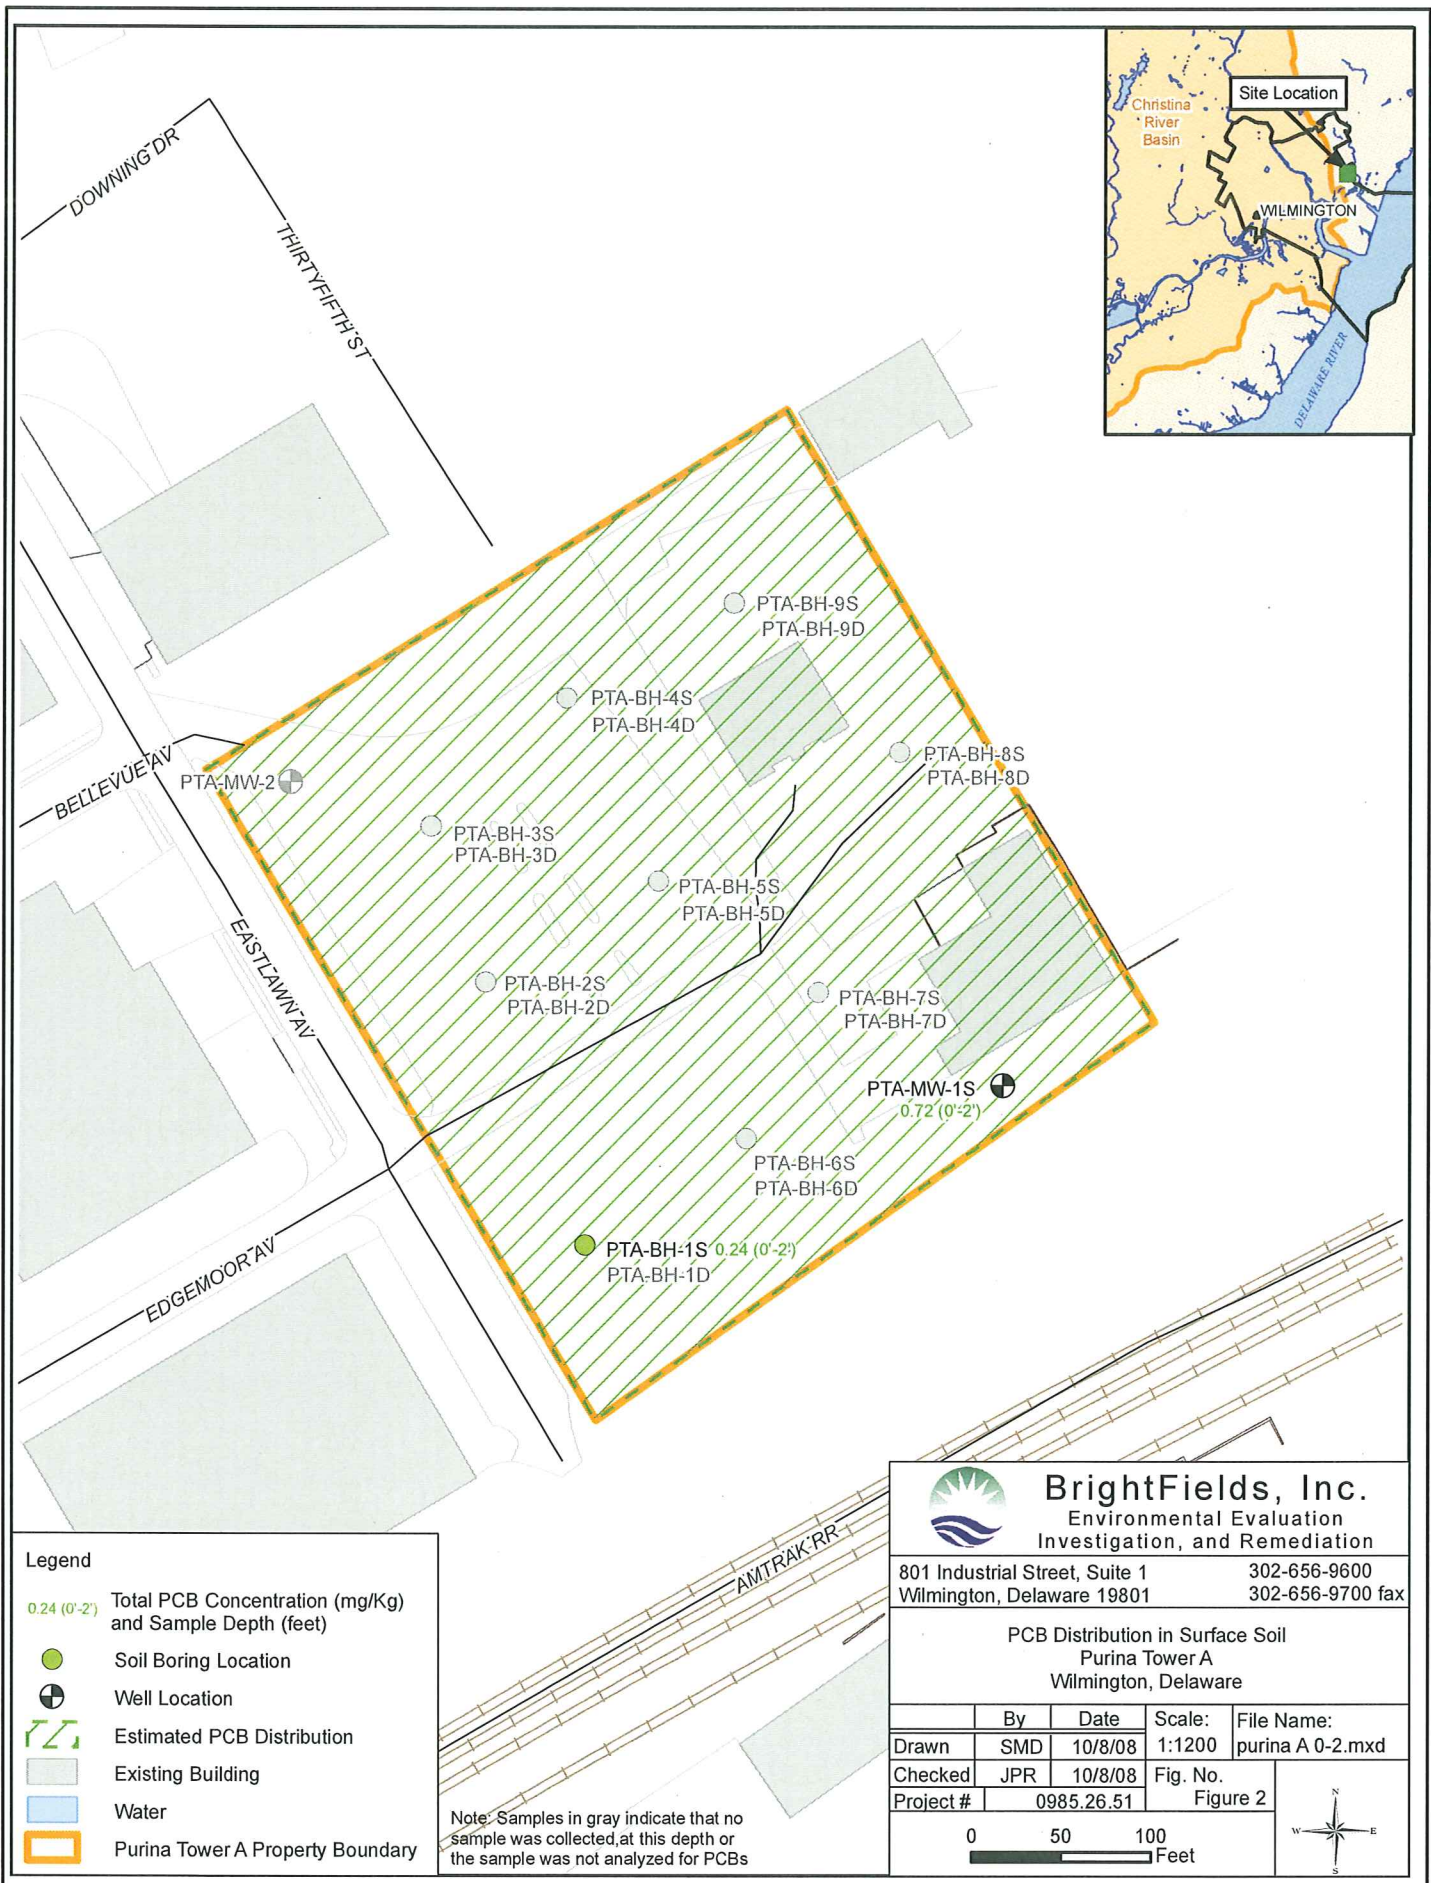 Site Location
Christina
River
Basin
WILMINGTON
DELAWARE RIVER
DOWNING DR
THIRTYFIFTH ST
PTA-BH-9S
PTA-BH-9D
PTA-BH-4S
PTA-BH-4D
PTA-BH-8S
PTA-BH-8D
BELLEVUE AV
PTA-MW-2
PTA-BH-3S
PTA-BH-3D
PTA-BH-5S
PTA-BH-5D
EASTLAWN AV
PTA-BH-2S
PTA-BH-2D
PTA-BH-7S
PTA-BH-7D
PTA-MW-1S
0.72 (0'-2')
PTA-BH-6S
PTA-BH-6D
PTA-BH-1S 0.24 (0'-2')
PTA-BH-1D
EDGEMOOR AV
AMTRAK RR
Legend
0.24 (0'-2') Total PCB Concentration (mg/Kg)
and Sample Depth (feet)
Soil Boring Location
Well Location
Estimated PCB Distribution
Existing Building
Water
Purina Tower A Property Boundary
Note: Samples in gray indicate that no
sample was collected,at this depth or
the sample was not analyzed for PCBs
BrightFields, Inc.
Environmental Evaluation
Investigation, and Remediation
801 Industrial Street, Suite 1 302-656-9600
Wilmington, Delaware 19801 302-656-9700 fax
PCB Distribution in Surface Soil
Purina Tower A
Wilmington, Delaware
By Date Scale: File Name:
Drawn SMD 10/8/08 1:1200 purina A 0-2.mxd
Checked JPR 10/8/08 Fig. No.
Project # 0985.26.51 Figure 2
0 50 100
Feet
N
W E
S